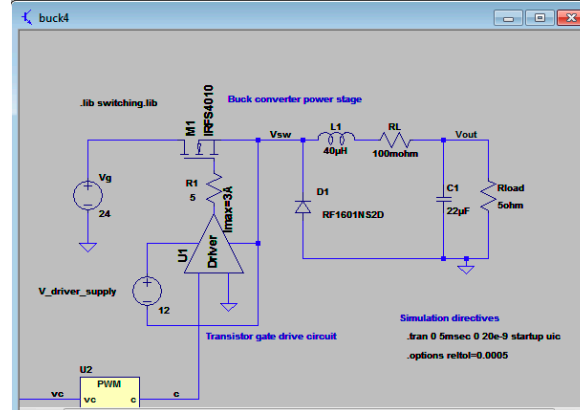 buck4
.lib switching.lib
Buck converter power stage
M1
IRFS4010
Vsw
L1
40µH
RL
100mohm
Vout
Vg
24
R1
5
Imax=3A
D1
RF1601NS2D
C1
22µF
Rload
5ohm
U1
Driver
V_driver_supply
12
Transistor gate drive circuit
Simulation directives
.tran 0 5msec 0 20e-9 startup uic
.options reltol=0.0005
U2
PWM
vc
vc
c
c